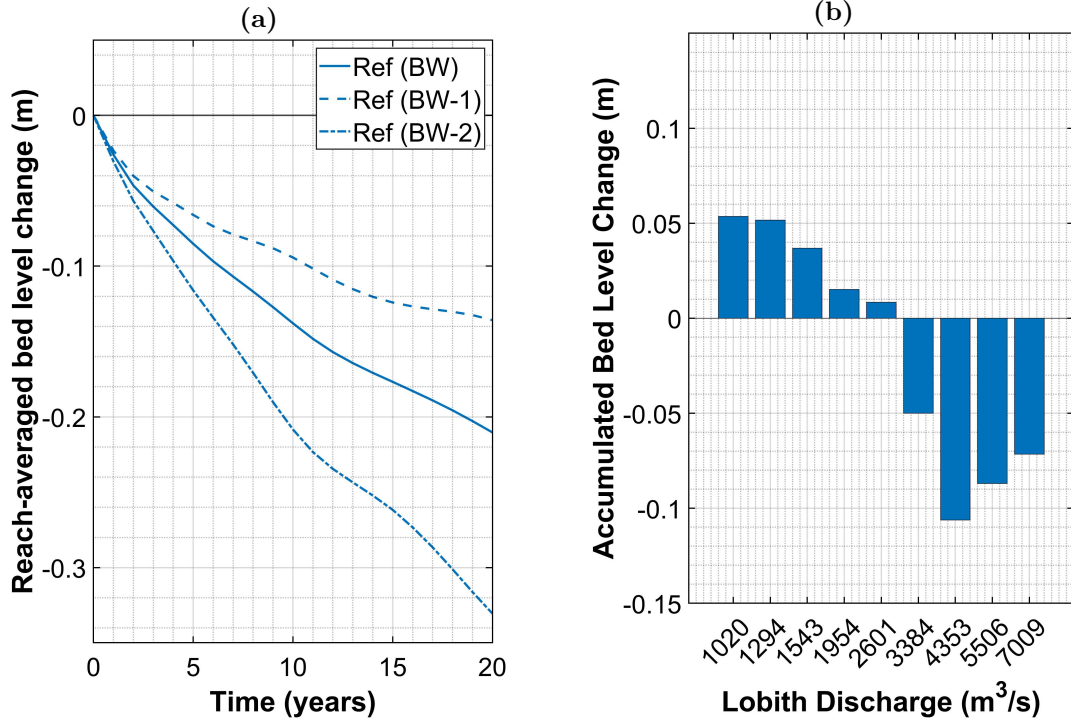 (a)
Ref (BW)
Ref (BW-1)
Ref (BW-2)
0
-0.1
-0.2
-0.3
Reach-averaged bed level change (m)
0 5 10 15 20
Time (years)
(b)
0.1
0.05
0
-0.05
-0.1
-0.15
Accumulated Bed Level Change (m)
1020 1294 1543 1954 2601 3384 4353 5506 7009
Lobith Discharge (m³/s)